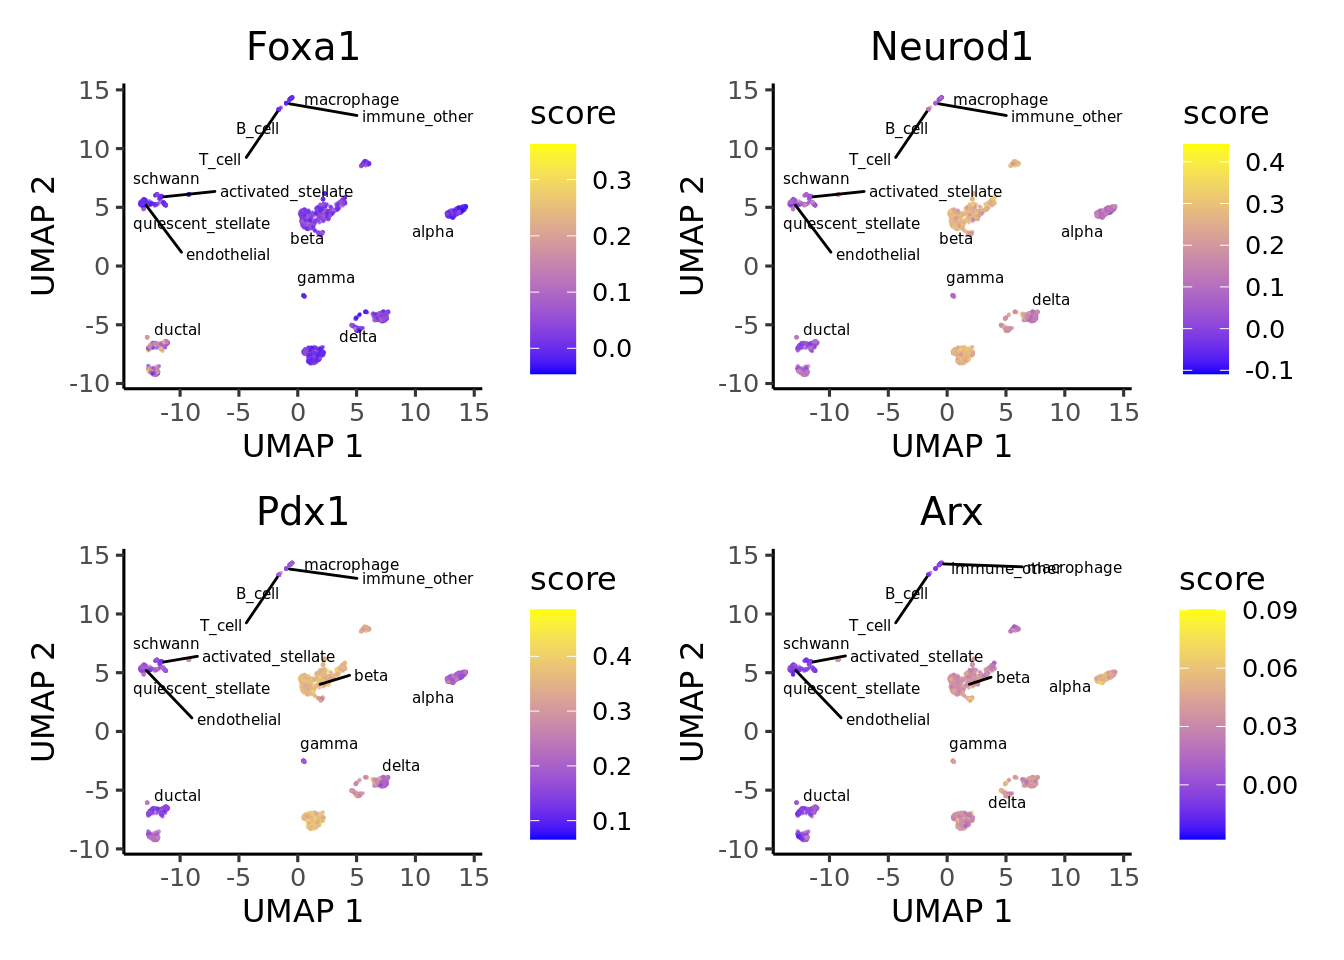 Foxa1
UMAP 2
15
10
5
0
-5
-10
macrophage
immune_other
B_cell
T_cell
schwann
activated_stellate
quiescent_stellate
beta
alpha
endothelial
gamma
ductal
delta
-10 -5 0 5 10 15
UMAP 1
score
0.3
0.2
0.1
0.0
Neurod1
UMAP 2
15
10
5
0
-5
-10
macrophage
immune_other
B_cell
T_cell
schwann
activated_stellate
quiescent_stellate
beta
alpha
endothelial
gamma
delta
ductal
-10 -5 0 5 10 15
UMAP 1
score
0.4
0.3
0.2
0.1
0.0
-0.1
Pdx1
UMAP 2
15
10
5
0
-5
-10
macrophage
immune_other
B_cell
T_cell
schwann
activated_stellate
beta
quiescent_stellate
alpha
endothelial
gamma
delta
ductal
-10 -5 0 5 10 15
UMAP 1
score
0.4
0.3
0.2
0.1
Arx
UMAP 2
15
10
5
0
-5
-10
immune_other
macrophage
B_cell
T_cell
schwann
activated_stellate
beta
quiescent_stellate
alpha
endothelial
gamma
ductal
delta
-10 -5 0 5 10 15
UMAP 1
score
0.09
0.06
0.03
0.00